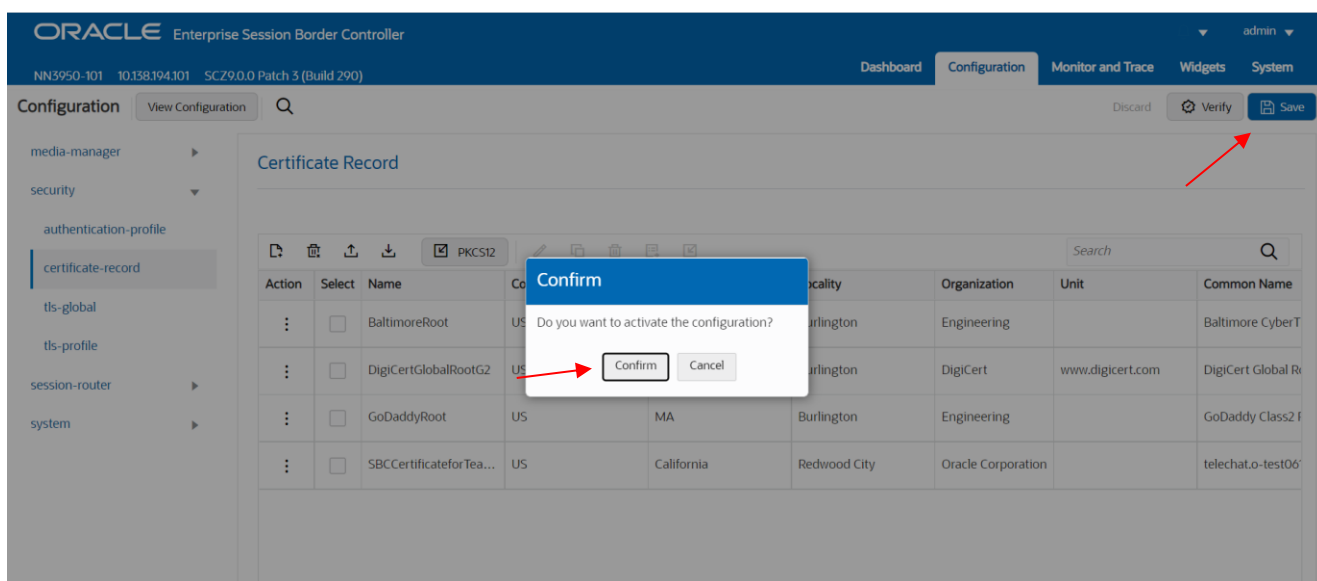 ORACLE Enterprise Session Border Controller
admin
NN3950-101 10.138.194.101 SCZ9.0.0 Patch 3 (Build 290)
Dashboard Configuration Monitor and Trace Widgets System
Configuration View Configuration Discard Verify Save
media-manager
security
authentication-profile
certificate-record
tls-global
tls-profile
session-router
system
Certificate Record
PKCS12 Search
Action Select Name Co ocality Organization Unit Common Name
BaltimoreRoot US urlington Engineering Baltimore CyberT
DigiCertGlobalRootG2 US urlington DigiCert www.digicert.com DigiCert Global Ro
GoDaddyRoot US MA Burlington Engineering GoDaddy Class2
SBCCertificateforTea... US California Redwood City Oracle Corporation telechat.o-test06
Confirm
Do you want to activate the configuration?
Confirm Cancel